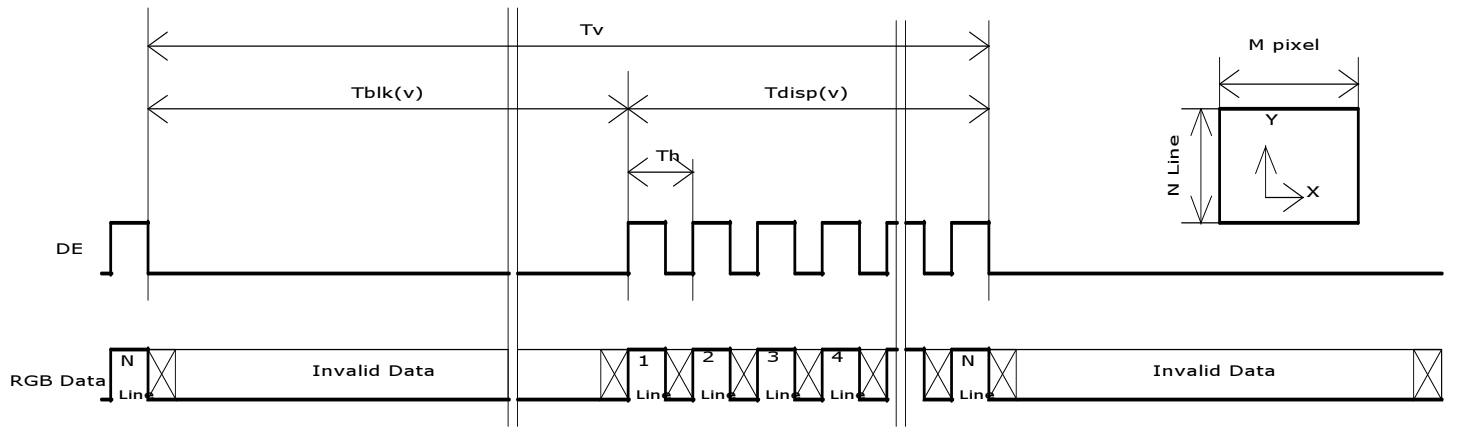 Tv
M pixel
Tblk(v)
Tdisp(v)
Y
N Line
Th
X
DE
N
1
2
3
4
N
Invalid Data
Invalid Data
RGB Data
Line
Line
Line
Line
Line
Line